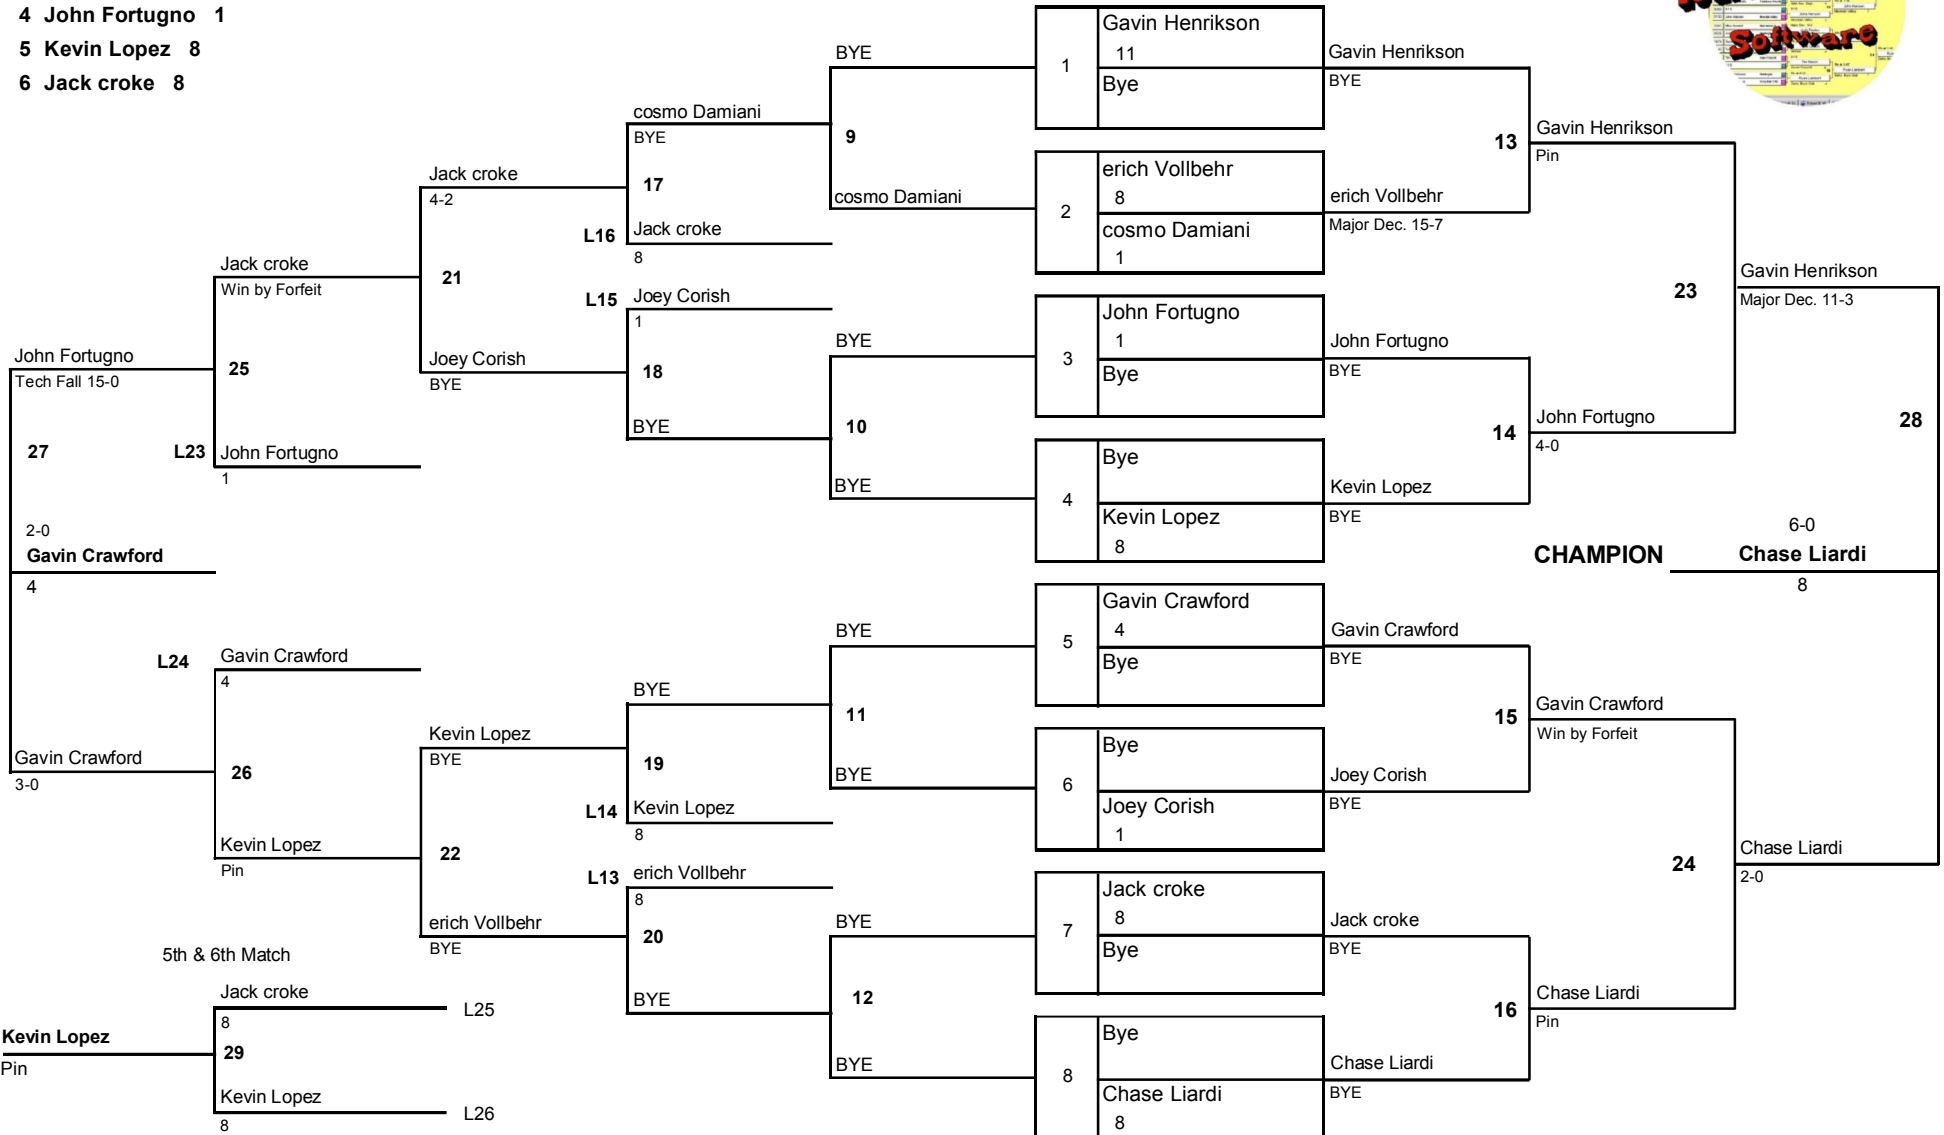 4 John Fortugno 1
5 Kevin Lopez 8
6 Jack croke 8
Software
Gavin Henrikson
11
Bye
1
erich Vollbehr
8
cosmo Damiani
1
2
John Fortugno
1
Bye
3
Bye
Kevin Lopez
8
4
Gavin Crawford
4
Bye
5
Bye
Joey Corish
1
6
Jack croke
8
Bye
7
Bye
Chase Liardi
8
8
Gavin Henrikson
BYE
13
erich Vollbehr
Major Dec. 15-7
John Fortugno
BYE
14
Kevin Lopez
BYE
Gavin Crawford
BYE
15
Joey Corish
BYE
Jack croke
BYE
16
Chase Liardi
BYE
Gavin Henrikson
Pin
23
John Fortugno
4-0
Gavin Crawford
Win by Forfeit
24
Chase Liardi
Pin
Gavin Henrikson
Major Dec. 11-3
28
6-0
CHAMPION Chase Liardi
8
Chase Liardi
2-0
BYE
9
cosmo Damiani
BYE
10
BYE
BYE
11
BYE
BYE
12
BYE
cosmo Damiani
BYE
17
L16 Jack croke
8
L15 Joey Corish
1
18
BYE
BYE
19
L14 Kevin Lopez
8
L13 erich Vollbehr
8
20
BYE
Jack croke
4-2
21
Joey Corish
BYE
Kevin Lopez
BYE
22
erich Vollbehr
BYE
Jack croke
Win by Forfeit
25
L23 John Fortugno
1
L24 Gavin Crawford
4
26
Kevin Lopez
Pin
John Fortugno
Tech Fall 15-0
27
2-0
Gavin Crawford
4
Gavin Crawford
3-0
5th & 6th Match
Jack croke L25
8
Kevin Lopez
29
Pin
Kevin Lopez L26
8